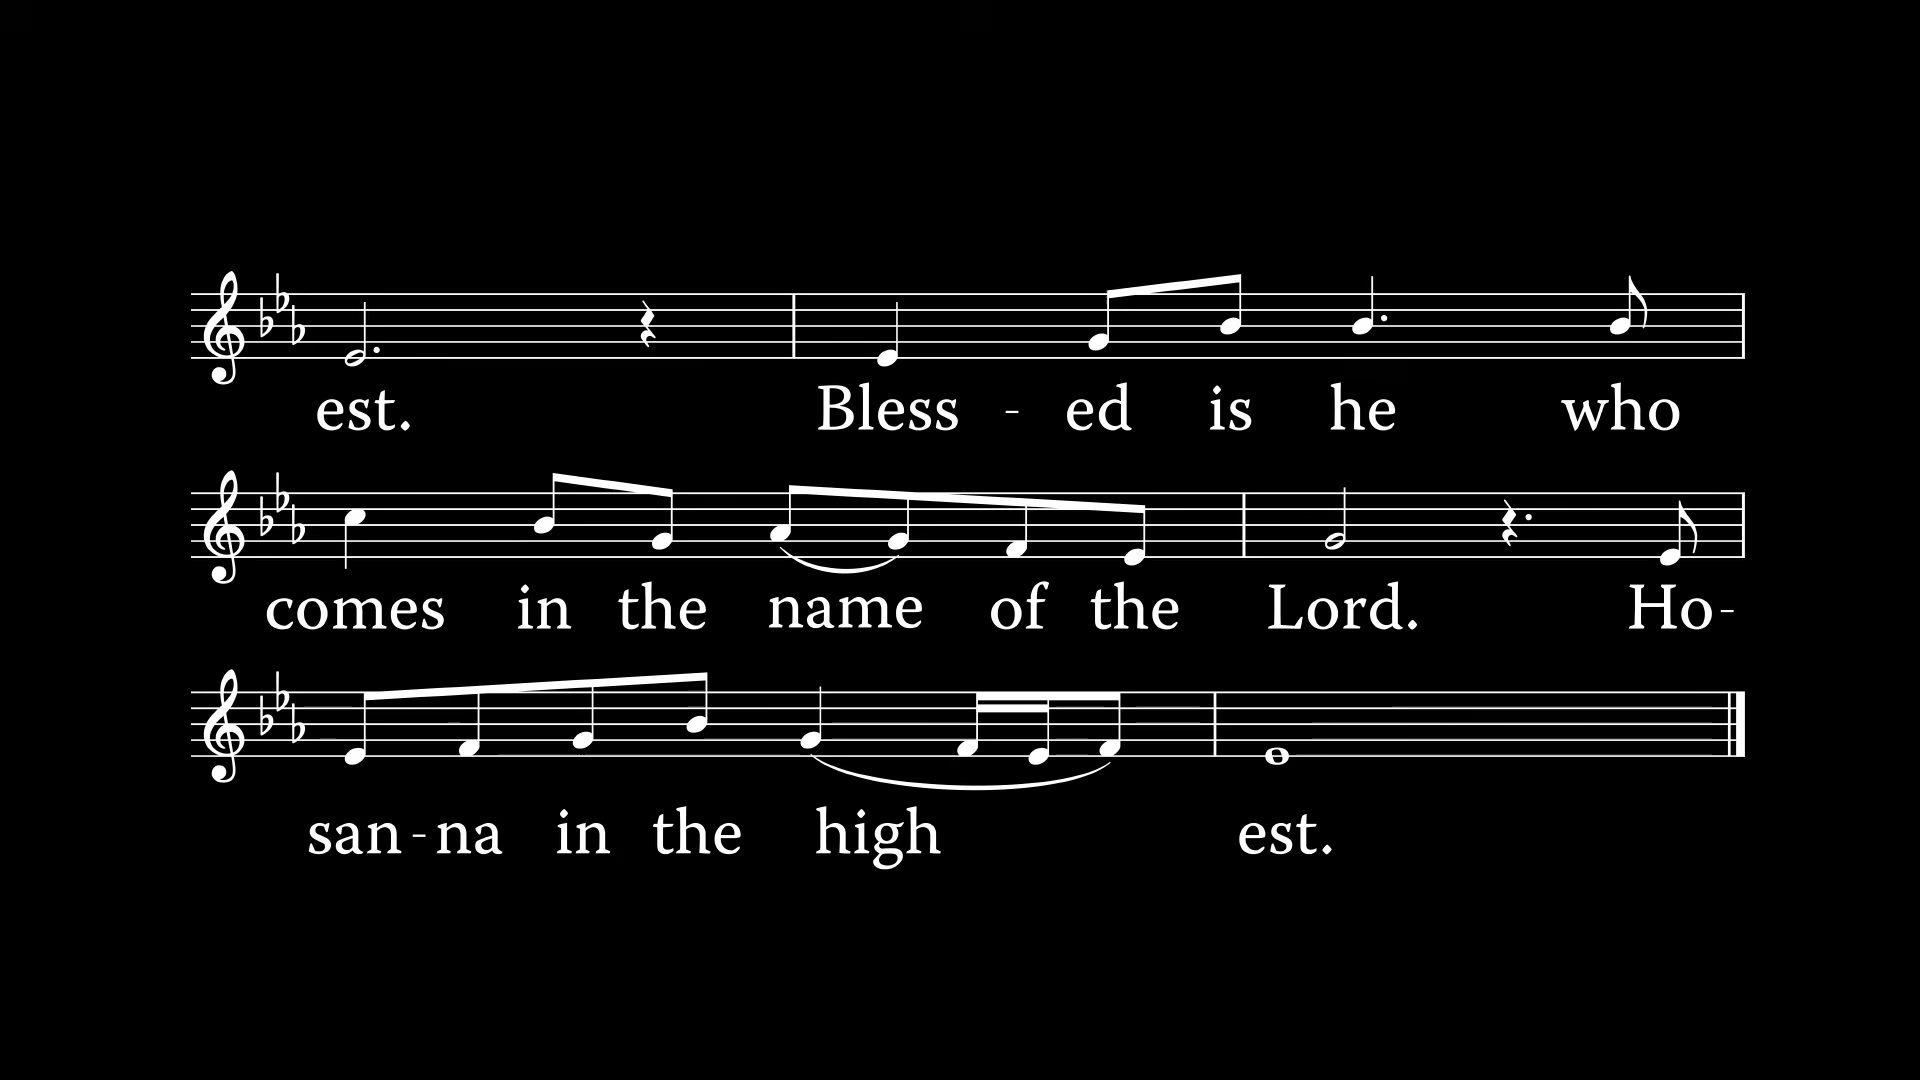 est. Bless - ed is he who
comes in the name of the Lord. Ho-
san-na in the high est.